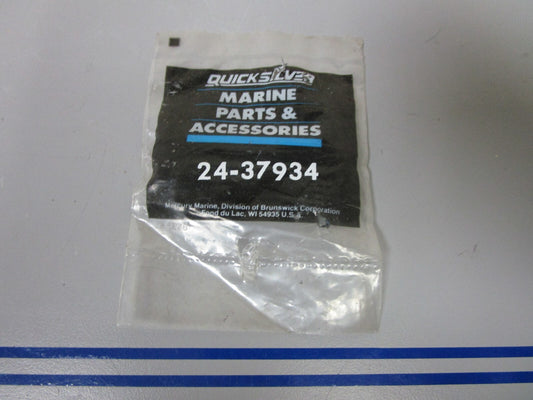 QUICKSILVER
MARINE
PARTS &
ACCESSORIES
24-37934
Mercury Marine, Division of Brunswick Corporation
Fond du Lac, WI 54935 U.S.A.